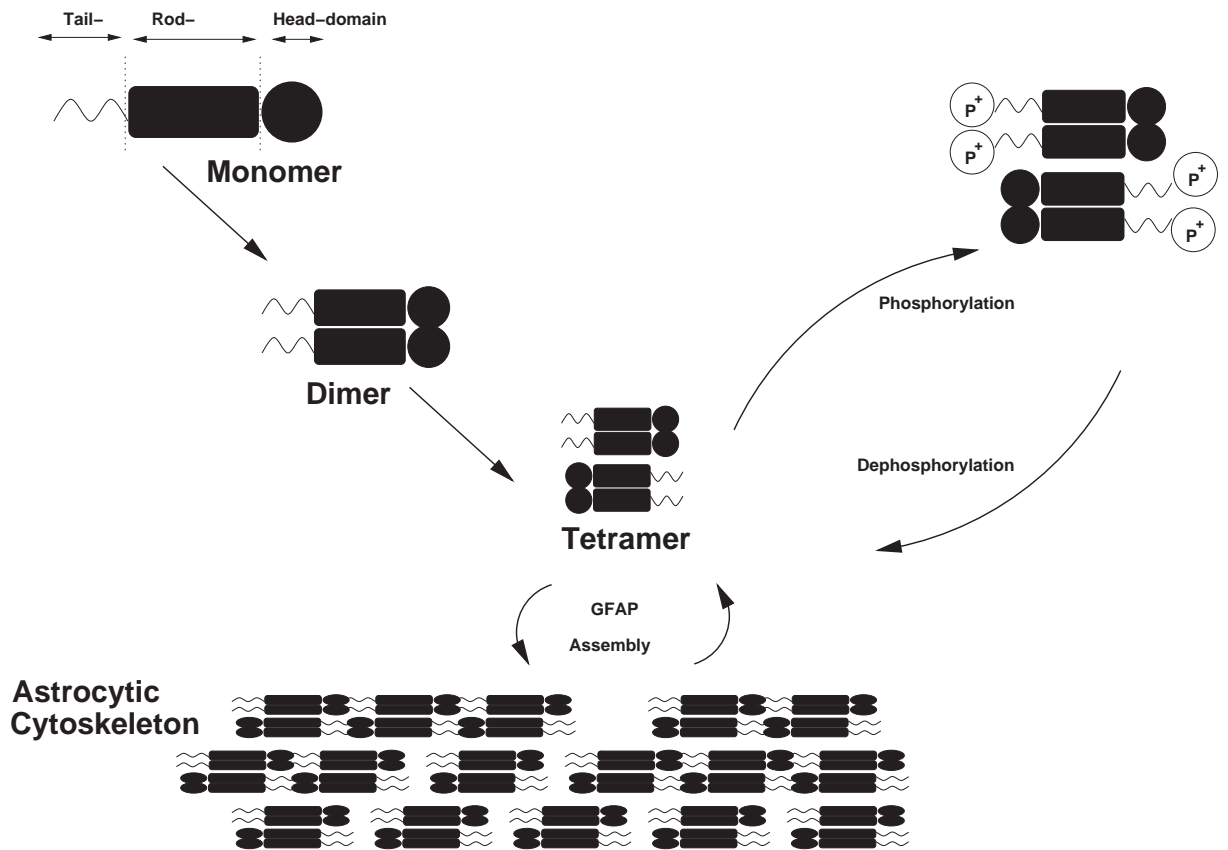 Tail− Rod− Head−domain
Monomer
P+
P+
P+
P+
Phosphorylation
Dimer
Dephosphorylation
Tetramer
GFAP
Assembly
Astrocytic
Cytoskeleton